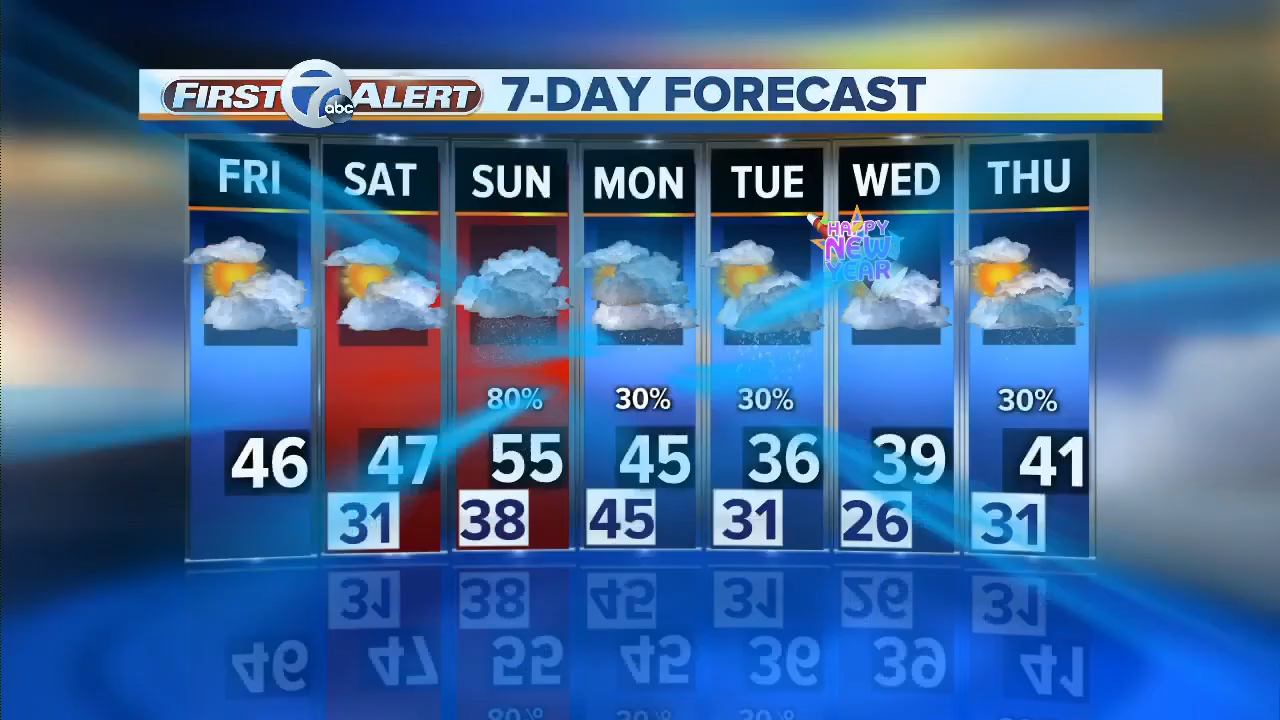 FIRST 7 abc ALERT 7-DAY FORECAST
FRI SAT SUN MON TUE WED THU
HAPPY
NEW
YEAR
80% 30% 30% 30%
46 47 55 45 36 39 41
31 38 45 31 26 31